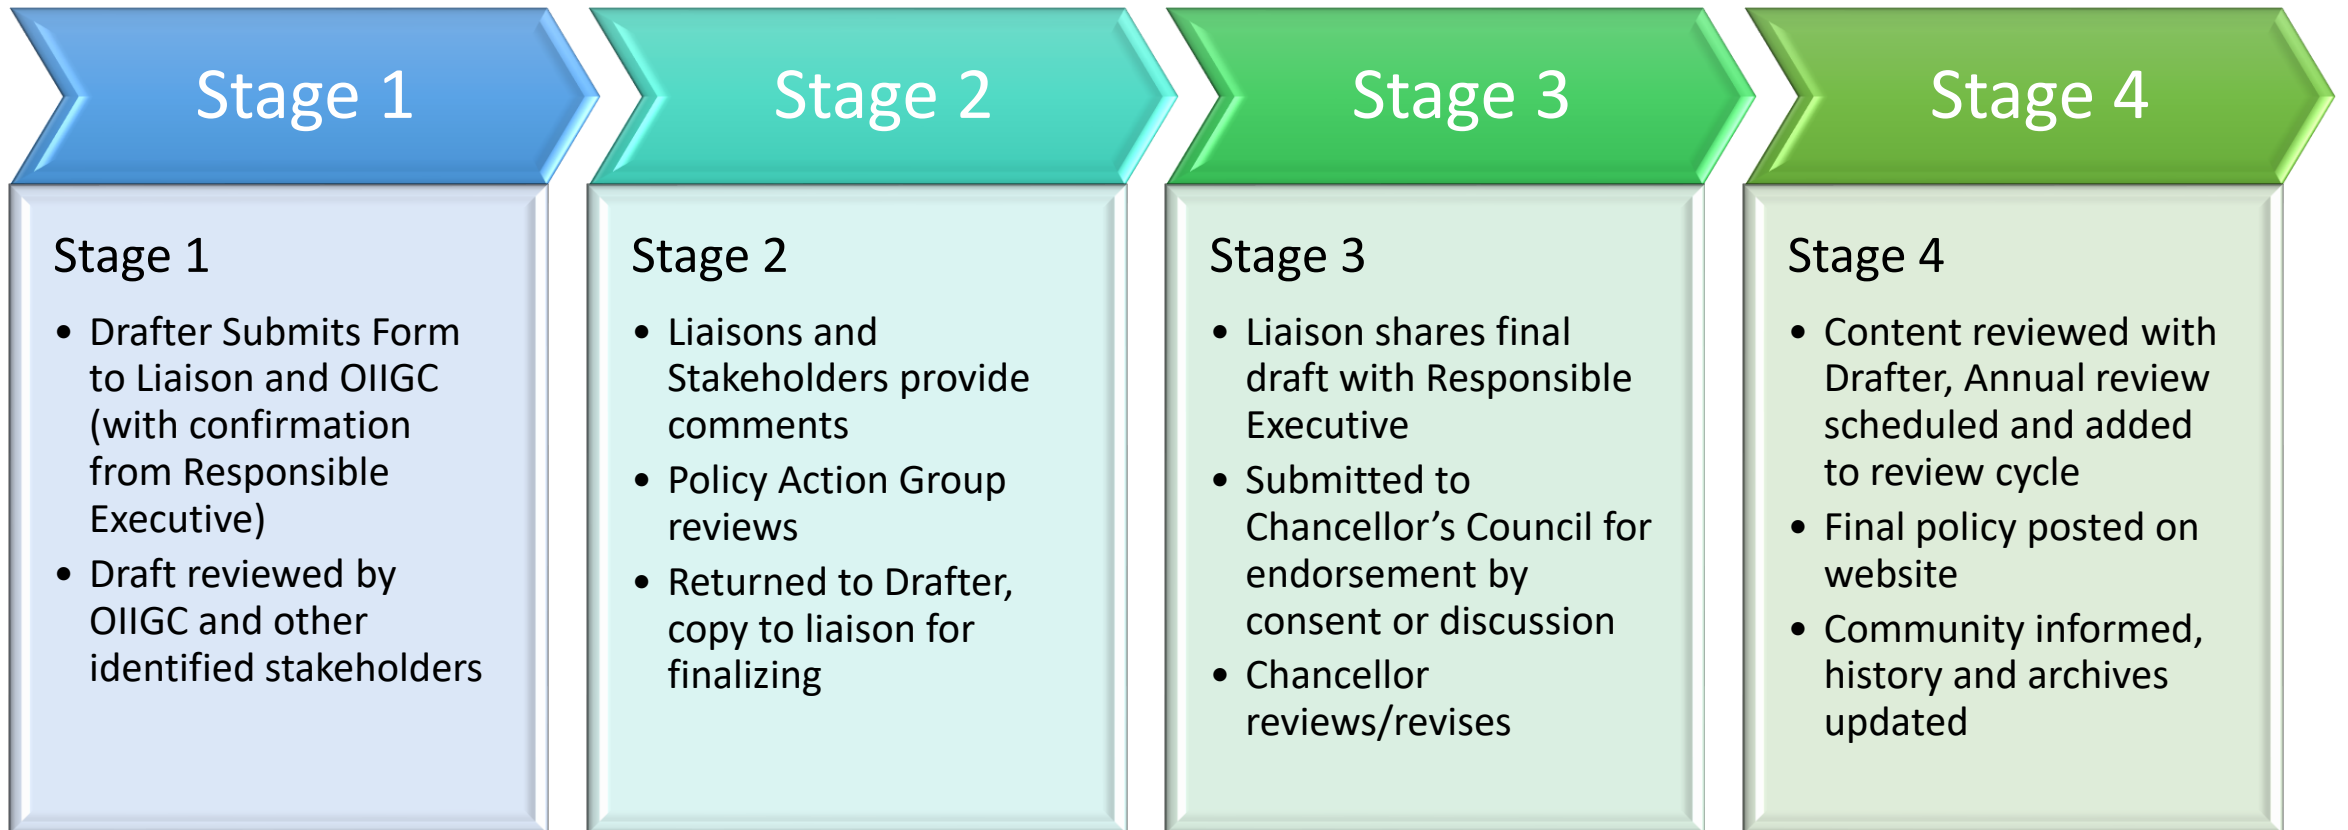 Stage 1
Stage 2
Stage 3
Stage 4
Stage 1
• Drafter Submits Form
to Liaison and OIIGC
(with confirmation
from Responsible
Executive)
• Draft reviewed by
OIIGC and other
identified stakeholders
Stage 2
• Liaisons and
Stakeholders provide
comments
• Policy Action Group
reviews
• Returned to Drafter,
copy to liaison for
finalizing
Stage 3
• Liaison shares final
draft with Responsible
Executive
• Submitted to
Chancellor’s Council for
endorsement by
consent or discussion
• Chancellor
reviews/revises
Stage 4
• Content reviewed with
Drafter, Annual review
scheduled and added
to review cycle
• Final policy posted on
website
• Community informed,
history and archives
updated